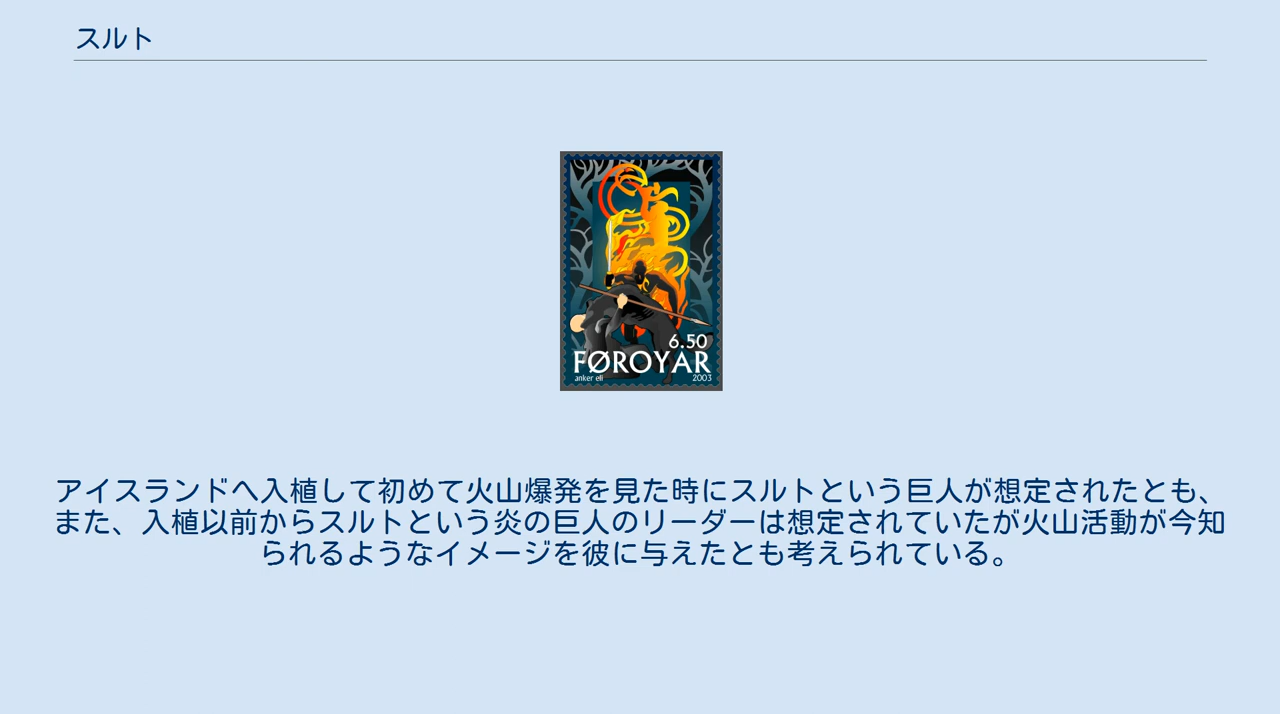 スルト
6.50
FØROYAR
anker eli 2003
アイスランドへ入植して初めて火山爆発を見た時にスルトという巨人が想定されたとも、
また、入植以前からスルトという炎の巨人のリーダーは想定されていたが火山活動が今知
られるようなイメージを彼に与えたとも考えられている。